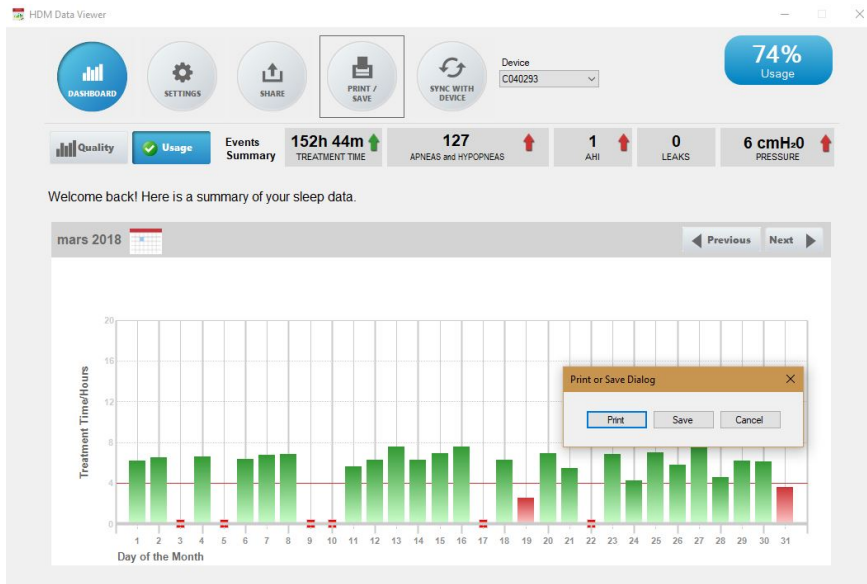 HDM Data Viewer
DASHBOARD
SETTINGS
SHARE
PRINT /
SAVE
SYNC WITH
DEVICE
Device
C040293
74%
Usage
Quality
Usage
Events
Summary
152h 44m
TREATMENT TIME
127
APNEAS and HYPOPNEAS
1
AHI
0
LEAKS
6 cmH₂0
PRESSURE
Welcome back! Here is a summary of your sleep data.
mars 2018
Previous
Next
Treatment Time/Hours
20
16
12
8
4
0
Print or Save Dialog
Print
Save
Cancel
1 2 3 4 5 6 7 8 9 10 11 12 13 14 15 16 17 18 19 20 21 22 23 24 25 26 27 28 29 30 31
Day of the Month